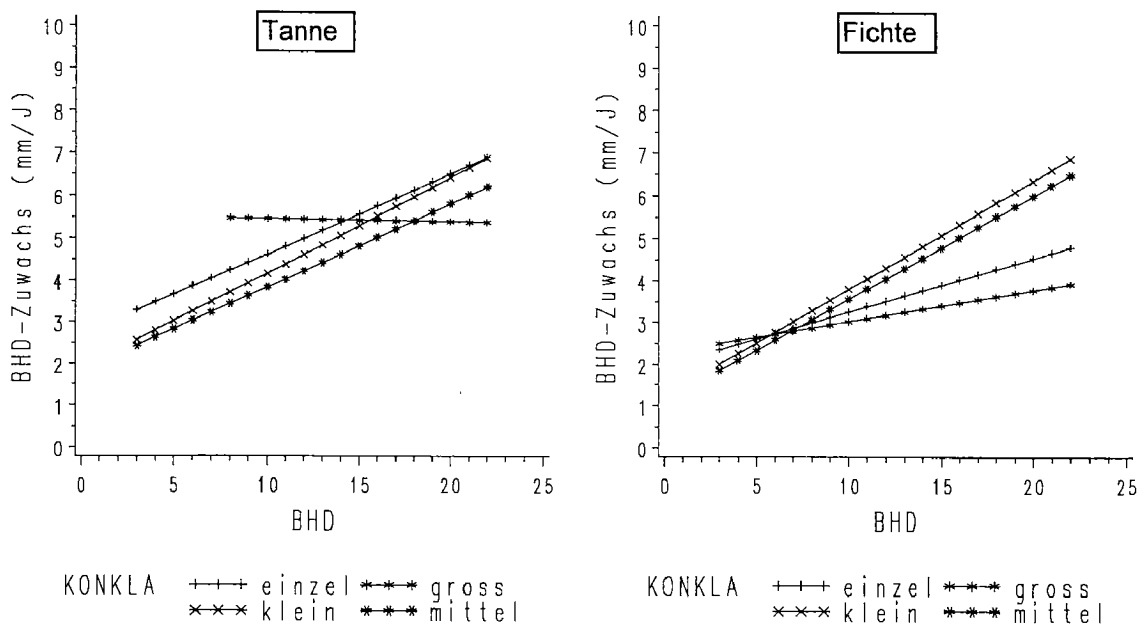 Tanne
10
9
8
7
6
5
4
3
2
1
0
BHD-Zuwachs (mm/J)
0 5 10 15 20 25
BHD
KONKLA einzel gross
klein mittel
Fichte
10
9
8
7
6
5
4
3
2
1
0
BHD-Zuwachs (mm/J)
0 5 10 15 20 25
BHD
KONKLA einzel gross
klein mittel